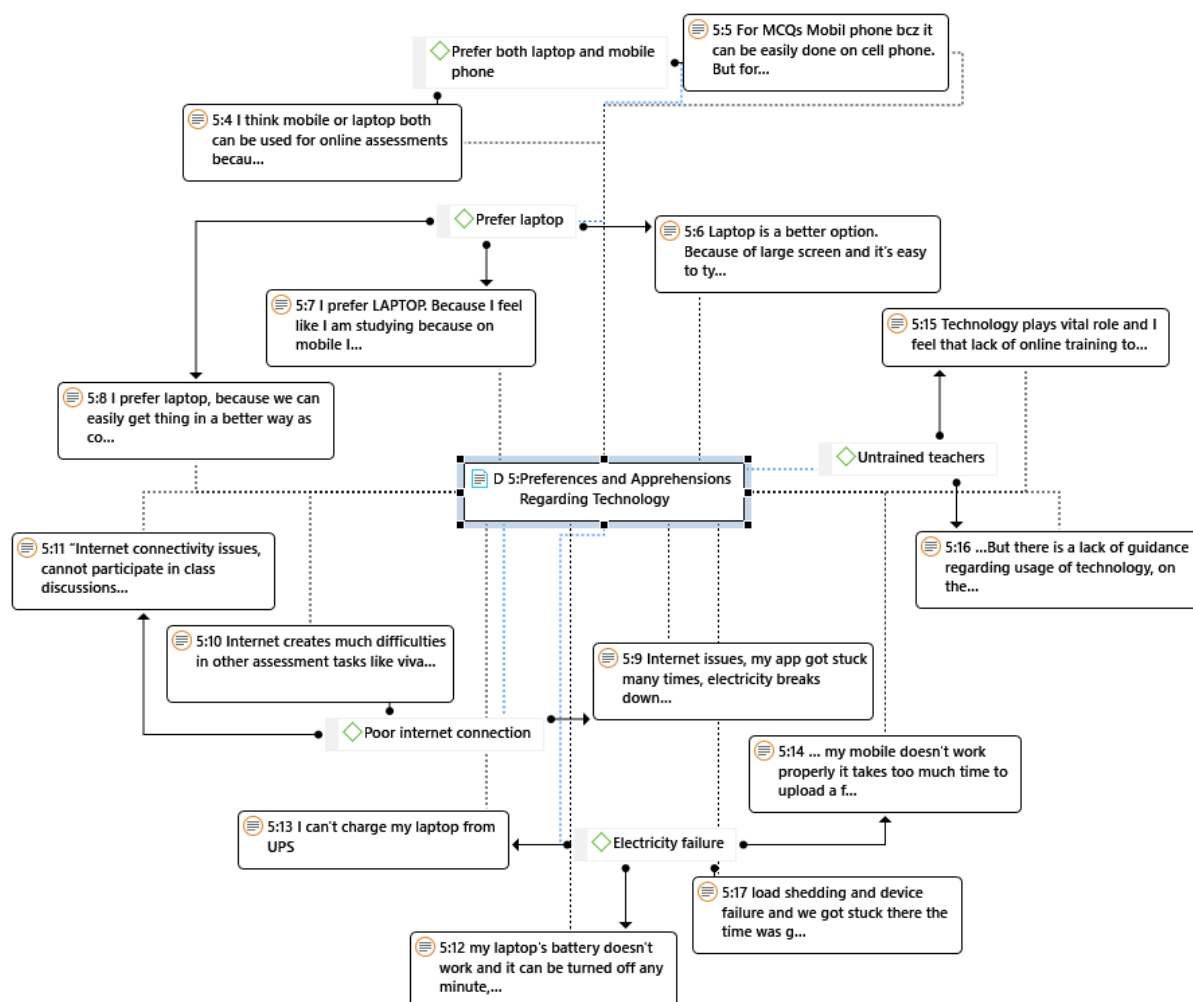 Prefer both laptop and mobile
phone
5:5 For MCQs Mobil phone bcz it
can be easily done on cell phone.
But for...
5:4 I think mobile or laptop both
can be used for online assessments
becau...
Prefer laptop
5:6 Laptop is a better option.
Because of large screen and it's easy
to ty...
5:7 I prefer LAPTOP. Because I feel
like I am studying because on
mobile I...
5:15 Technology plays vital role and I
feel that lack of online training to...
5:8 I prefer laptop, because we can
easily get thing in a better way as
co...
Untrained teachers
D 5:Preferences and Apprehensions
Regarding Technology
5:11 “Internet connectivity issues,
cannot participate in class
discussions...
5:16 ...But there is a lack of guidance
regarding usage of technology, on
the...
5:10 Internet creates much difficulties
in other assessment tasks like viva...
5:9 Internet issues, my app got stuck
many times, electricity breaks
down...
Poor internet connection
5:14 ... my mobile doesn't work
properly it takes too much time to
upload a f...
5:13 I can't charge my laptop from
UPS
Electricity failure
5:17 load shedding and device
failure and we got stuck there the
time was g...
5:12 my laptop's battery doesn't
work and it can be turned off any
minute,...